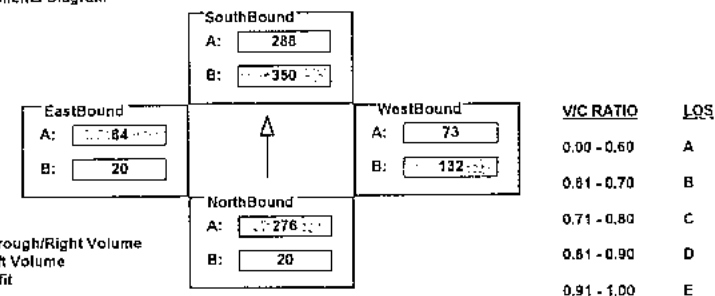 Diagram
SouthBound
A: 288
B: 350
EastBound
A: 84
B: 20
WestBound
A: 73
B: 132
NorthBound
A: 276
B: 20
rough/Right Volume
ft Volume
fit
V/C RATIO LOS
0.00 - 0.60 A
0.61 - 0.70 B
0.71 - 0.80 C
0.81 - 0.90 D
0.91 - 1.00 E